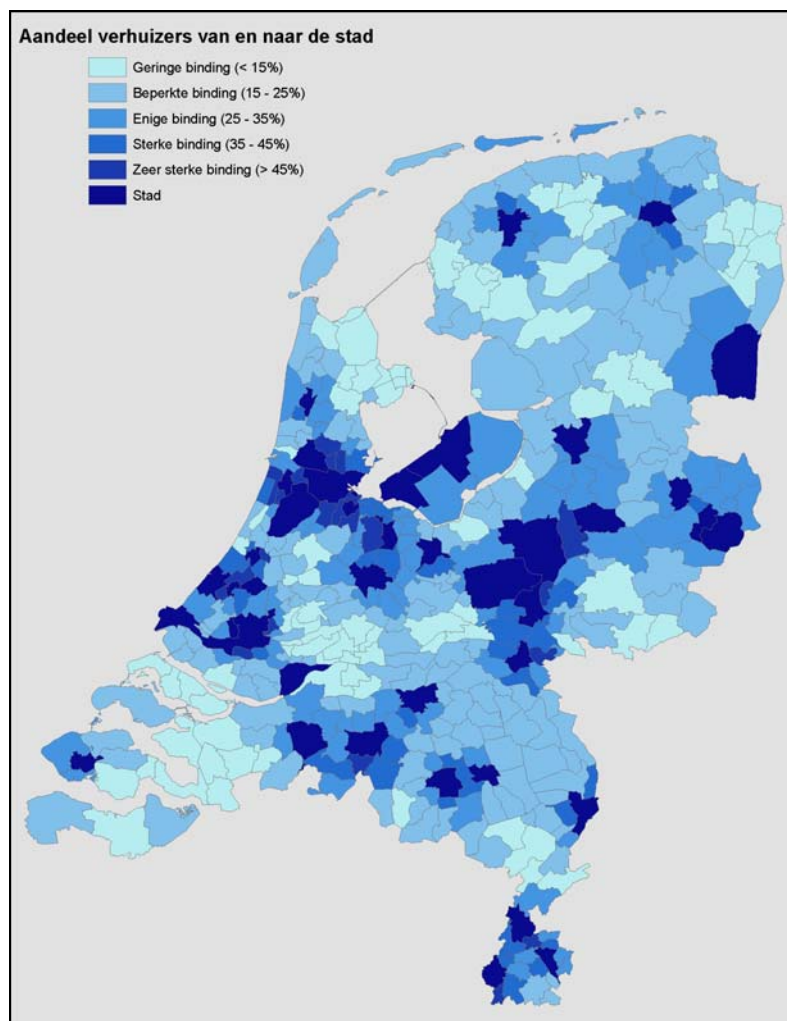 Aandeel verhuizers van en naar de stad
Geringe binding (< 15%)
Beperkte binding (15 - 25%)
Enige binding (25 - 35%)
Sterke binding (35 - 45%)
Zeer sterke binding (> 45%)
Stad